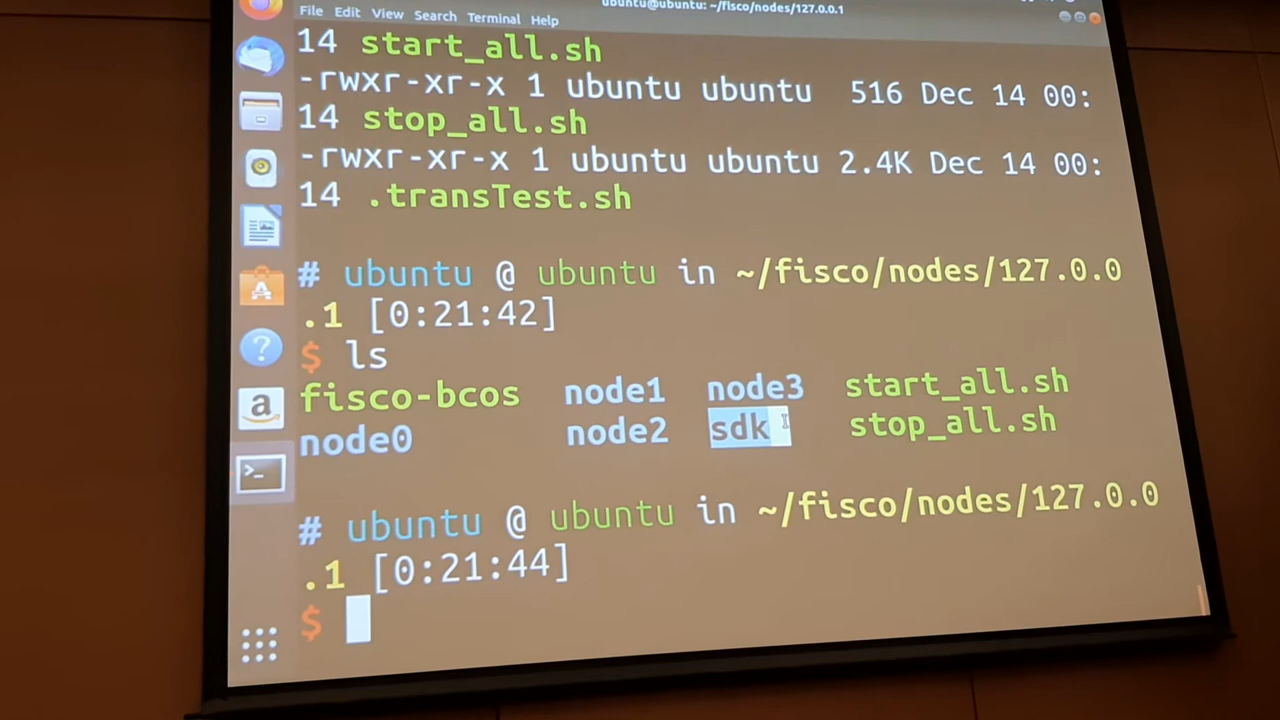 ubuntu@ubuntu: ~/fisco/nodes/127.0.0.1
File Edit View Search Terminal Help
14 start_all.sh
-rwxr-xr-x 1 ubuntu ubuntu 516 Dec 14 00:
14 stop_all.sh
-rwxr-xr-x 1 ubuntu ubuntu 2.4K Dec 14 00:
14 .transTest.sh
# ubuntu @ ubuntu in ~/fisco/nodes/127.0.0
.1 [0:21:42]
$ ls
fisco-bcos node1 node3 start_all.sh
node0 node2 sdk stop_all.sh
# ubuntu @ ubuntu in ~/fisco/nodes/127.0.0
.1 [0:21:44]
$